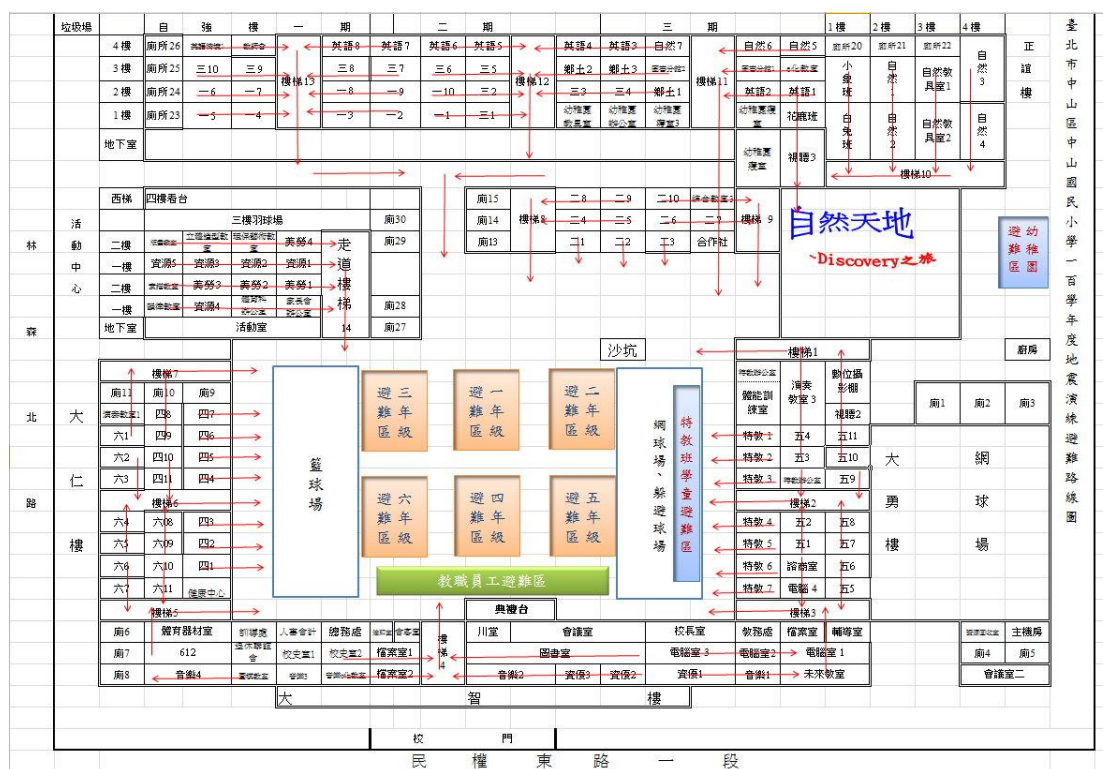 垃圾場 自強樓一期 二期 三期 1樓 2樓 3樓 4樓
4樓 廁所26 英語8 英語7 英語6 英語5 英語4 英語3 自然7 自然6 自然5 廁所20 廁所21 廁所22 自然3 正誼樓
3樓 廁所25 三10 三9 樓梯13 三8 三7 三6 三5 樓梯12 鄉土2 鄉土3 樓梯11 小象班 自然教具室1
2樓 廁所24 一6 一7 一8 一9 一10 三2 三3 三4 鄉土1 英語2 英語1
1樓 廁所23 一5 一4 一3 一2 一1 三1 幼稚園教具室 幼稚園辦公室 幼稚園寢室3 幼稚園寢室 花鹿班 白兔班 自然2 自然教具室2 自然4
地下室 幼稚園寢室 視聽3 樓梯10
西梯 四樓看台 廁15 二8 二9 二10
三樓羽球場 廁30 廁14 樓梯8 二4 二5 二6 二7 樓梯9
活動中心
二樓 美勞4 廁29 廁13 二1 二2 二3 合作社
一樓 資源5 資源3 資源2 資源1
二樓 美勞3 美勞2 美勞1
一樓 資源4 廁28
走道樓梯14
地下室 活動室 廁27
自然天地
~Discovery之旅
幼稚園避難區
臺北市中山區中山國民小學一百學年度地震演練避難路線圖
林森北路
沙坑 樓梯1 廚房
樓梯7
廁11 廁10 廁9
四8 四7
六1 四9 四6
六2 四10 四5
六3 四11 四4
樓梯6
六4 六08 四3
六5 六09 四2
六6 六10 四1
六7 六11 健康中心
樓梯5
大仁樓
籃球場
三年級避難區 一年級避難區 二年級避難區
六年級避難區 四年級避難區 五年級避難區
教職員工避難區
網球場、躲避球場
特教班學童避難區
體能訓練室 演奏教室3 數位攝影棚
視聽2
特教1 五4 五11
特教2 五3 五10
特教3 五9
樓梯2
特教4 五2 五8
特教5 五1 五7
特教6 諮商室 五6
特教7 電腦4 五5
樓梯3
廁1 廁2 廁3
大勇樓
網球場
典禮台
廁6 體育器材室 訓導處 人事會計 總務處 樓梯4 川堂 會議室 校長室 教務處 檔案室 輔導室 主機房
廁7 612 校史室1 校史室2 檔案室1 圖書室 電腦室3 電腦室2 電腦室1 廁4 廁5
廁8 音樂4 檔案室2 音樂2 資優3 資優2 資優1 音樂1 未來教室 會議室二
大智樓
校門
民權東路一段